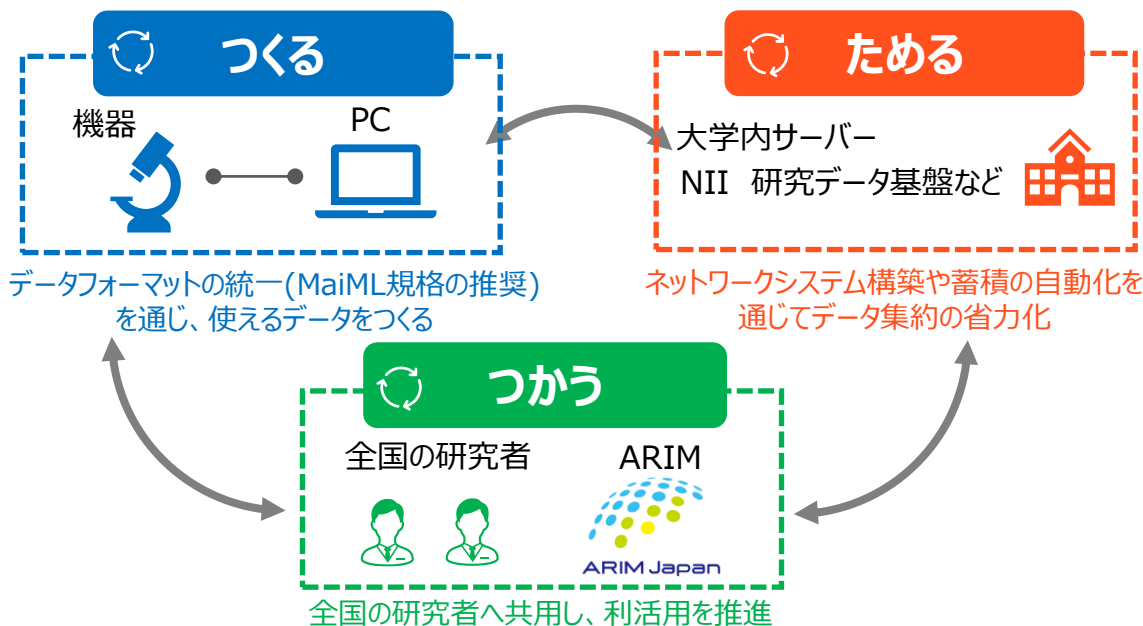 つくる
機器
PC
データフォーマットの統一(MaiML規格の推奨)
を通じ、使えるデータをつくる
ためる
大学内サーバー
NII 研究データ基盤など
ネットワークシステム構築や蓄積の自動化を
通じてデータ集約の省力化
つかう
全国の研究者
ARIM
ARIM Japan
全国の研究者へ共用し、利活用を推進